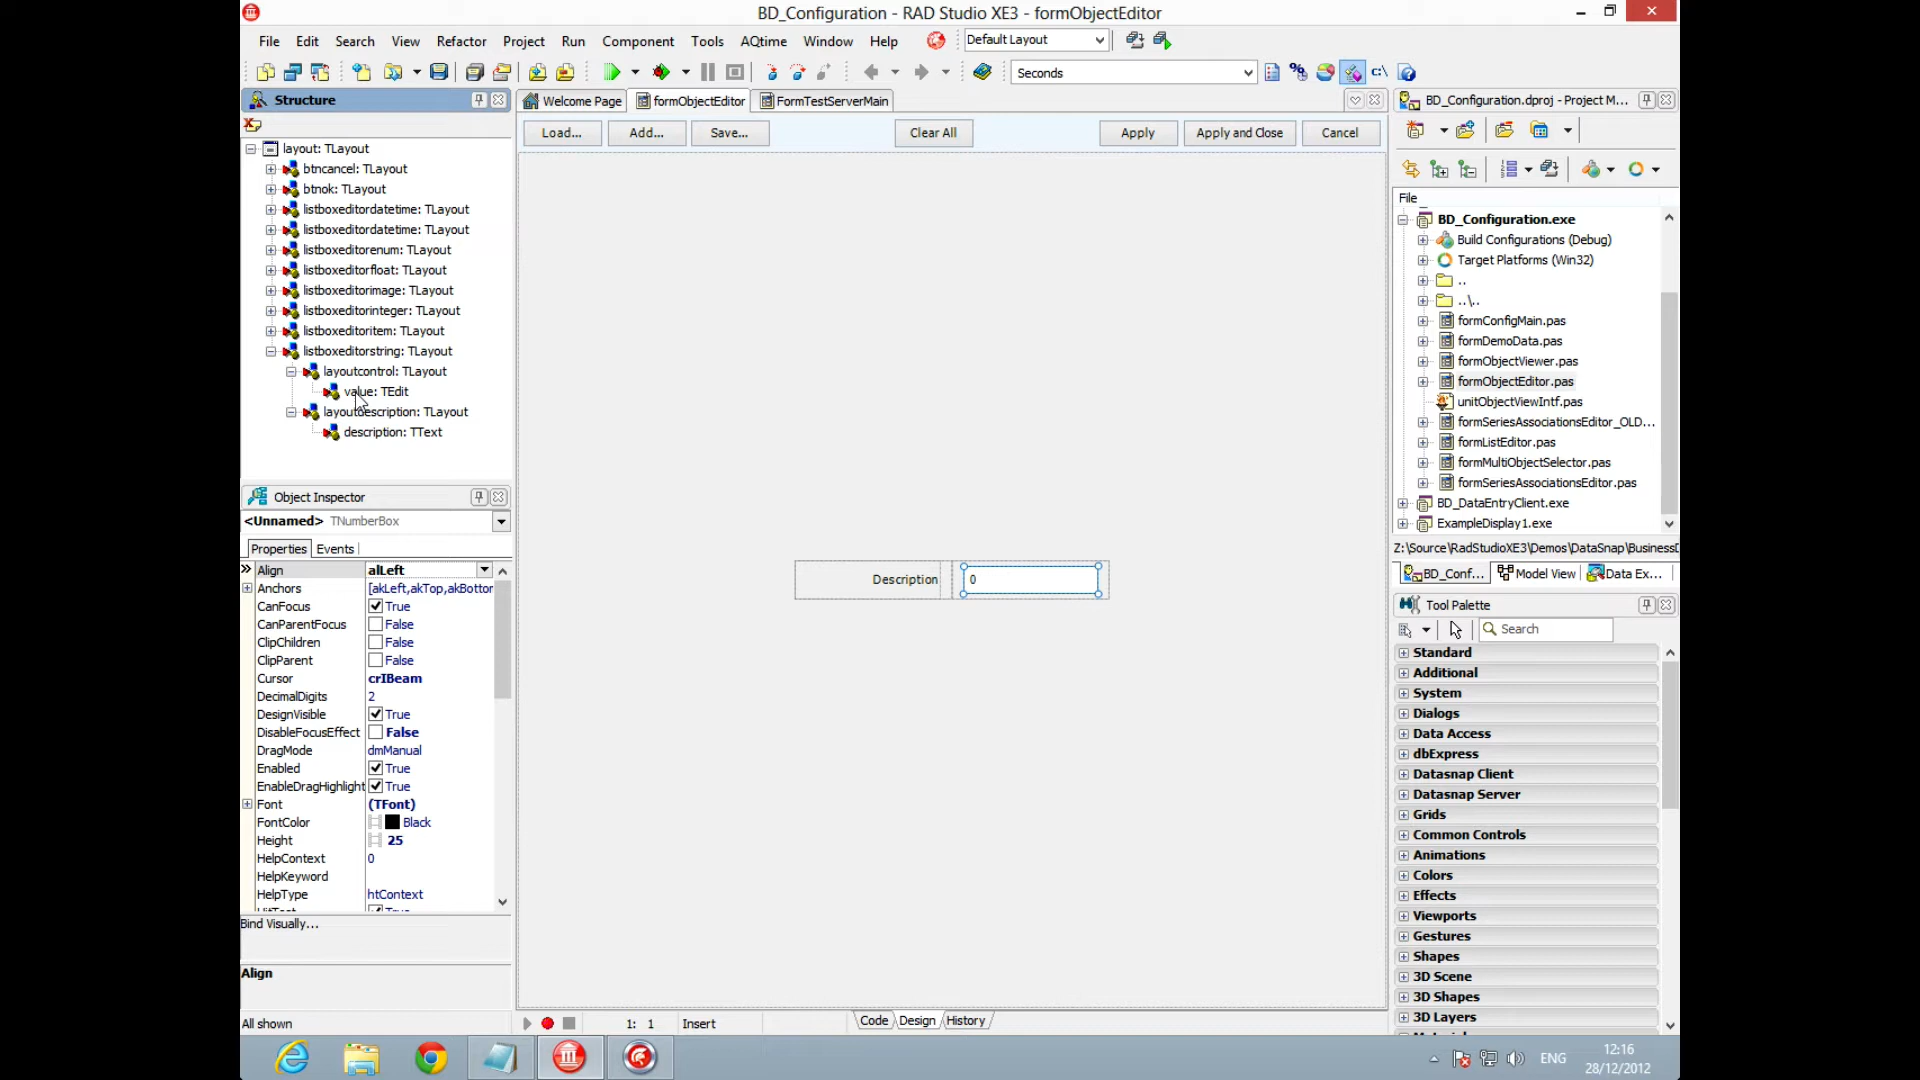 BD_Configuration - RAD Studio XE3 - formObjectEditor
File Edit Search View Refactor Project Run Component Tools AQtime Window Help Default Layout
Seconds
Structure
Welcome Page formObjectEditor FormTestServerMain
BD_Configuration.dproj - Project M...
Load... Add... Save... Clear All Apply Apply and Close Cancel
layout: TLayout
btncancel: TLayout
btnok: TLayout
listboxeditordatetime: TLayout
listboxeditordatetime: TLayout
listboxeditorenum: TLayout
listboxeditorfloat: TLayout
listboxeditorimage: TLayout
listboxeditorinteger: TLayout
listboxeditoritem: TLayout
listboxeditorstring: TLayout
layoutcontrol: TLayout
value: TEdit
layoutdescription: TLayout
description: TText
Object Inspector
<Unnamed> TNumberBox
Properties Events
Align alLeft
Anchors [akLeft,akTop,akBottor
CanFocus True
CanParentFocus False
ClipChildren False
ClipParent False
Cursor crIBeam
DecimalDigits 2
DesignVisible True
DisableFocusEffect False
DragMode dmManual
Enabled True
EnableDragHighlight True
Font (TFont)
FontColor Black
Height 25
HelpContext 0
HelpKeyword
HelpType htContext
Bind Visually...
Align
All shown
Description 0
1: 1 Insert
Code Design History
File
BD_Configuration.exe
Build Configurations (Debug)
Target Platforms (Win32)
..
..\..
formConfigMain.pas
formDemoData.pas
formObjectViewer.pas
formObjectEditor.pas
unitObjectViewIntf.pas
formSeriesAssociationsEditor_OLD...
formListEditor.pas
formMultiObjectSelector.pas
formSeriesAssociationsEditor.pas
BD_DataEntryClient.exe
ExampleDisplay1.exe
Z:\Source\RadStudioXE3\Demos\DataSnap\Business
BD_Conf... Model View Data Ex...
Tool Palette
Search
Standard
Additional
System
Dialogs
Data Access
dbExpress
Datasnap Client
Datasnap Server
Grids
Common Controls
Animations
Colors
Effects
Viewports
Gestures
Shapes
3D Scene
3D Shapes
3D Layers
ENG
12:16
28/12/2012